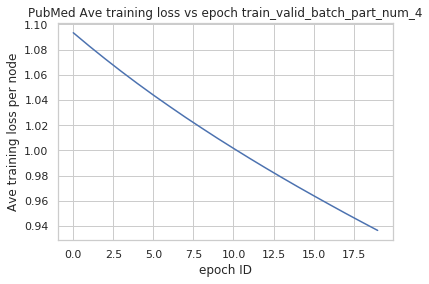 PubMed Ave training loss vs epoch train_valid_batch_part_num_4
1.10
1.08
1.06
1.04
1.02
1.00
0.98
0.96
0.94
Ave training loss per node
0.0 2.5 5.0 7.5 10.0 12.5 15.0 17.5
epoch ID